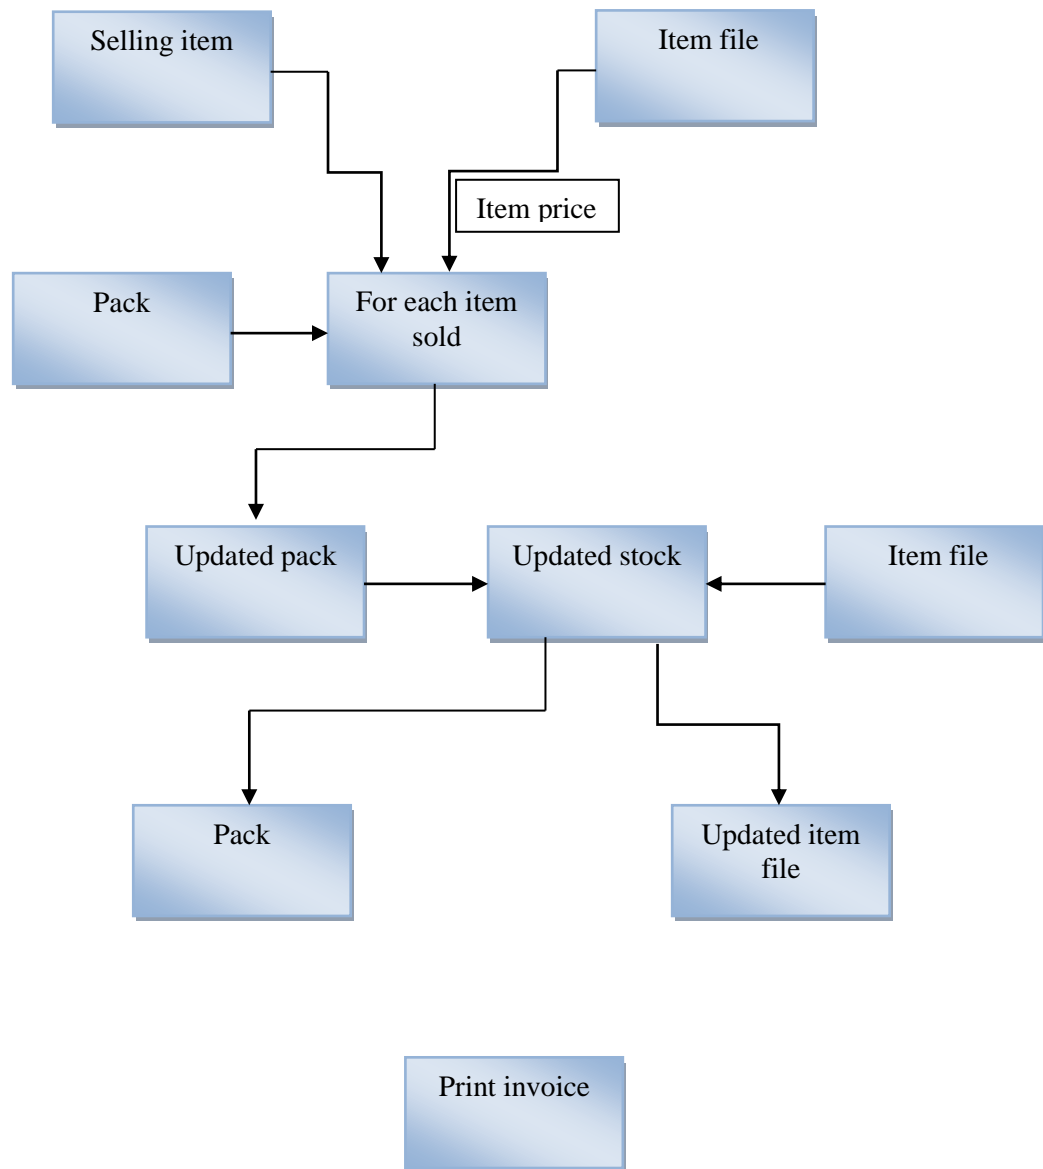 Selling item
Item file
Item price
Pack
For each item
sold
Updated pack
Updated stock
Item file
Pack
Updated item
file
Print invoice